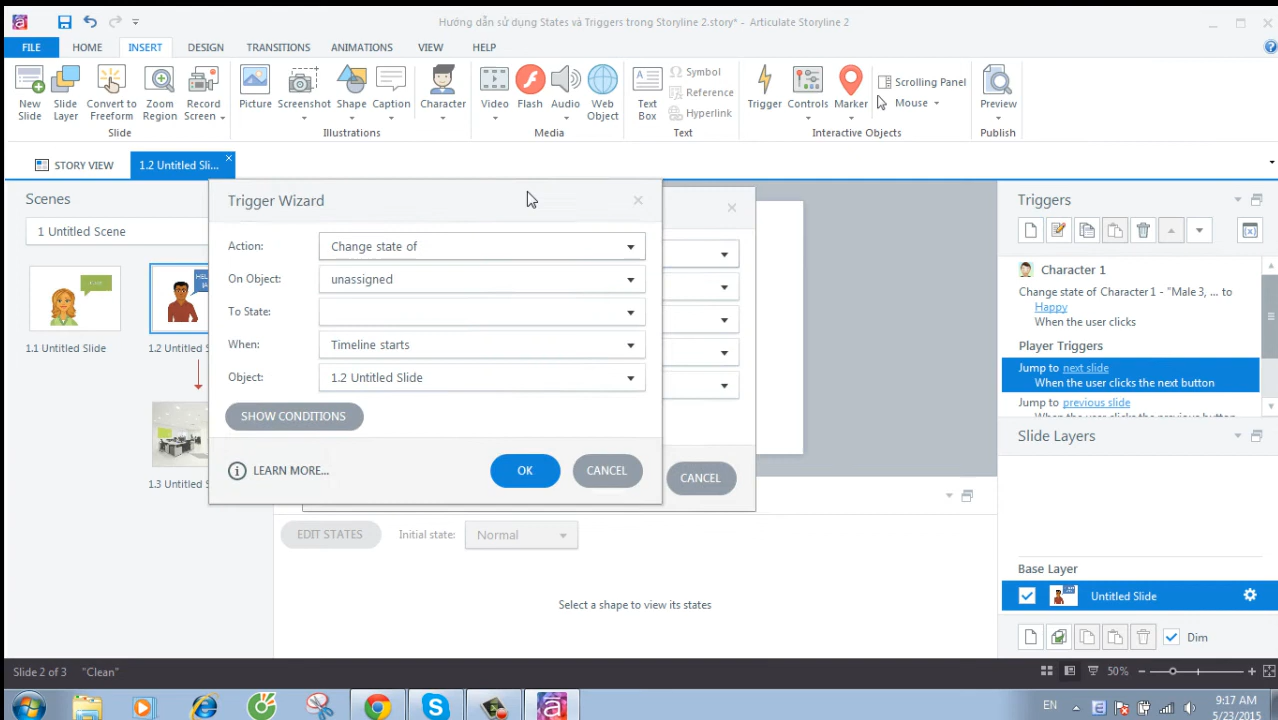 Hướng dẫn sử dụng States và Triggers trong Storyline 2.story* - Articulate Storyline 2
FILE HOME INSERT DESIGN TRANSITIONS ANIMATIONS VIEW HELP
New Slide
Slide Layer
Convert to Freeform
Zoom Region
Record Screen
Picture
Screenshot
Shape
Caption
Character
Video
Flash
Audio
Web Object
Text Box
Symbol
Reference
Hyperlink
Trigger
Controls
Marker
Scrolling Panel
Mouse
Preview
Slide
Illustrations
Media
Text
Interactive Objects
Publish
STORY VIEW
1.2 Untitled Sli...
Scenes
1 Untitled Scene
1.1 Untitled Slide
1.2 Untitled S
1.3 Untitled S
Trigger Wizard
Action: Change state of
On Object: unassigned
To State:
When: Timeline starts
Object: 1.2 Untitled Slide
SHOW CONDITIONS
LEARN MORE...
OK
CANCEL
CANCEL
EDIT STATES
Initial state: Normal
Select a shape to view its states
Triggers
Character 1
Change state of Character 1 - "Male 3, ... to
Happy
When the user clicks
Player Triggers
Jump to next slide
When the user clicks the next button
Jump to previous slide
When the user clicks the previous button
Slide Layers
Base Layer
Untitled Slide
Dim
Slide 2 of 3 "Clean"
50%
EN
9:17 AM
5/23/2015